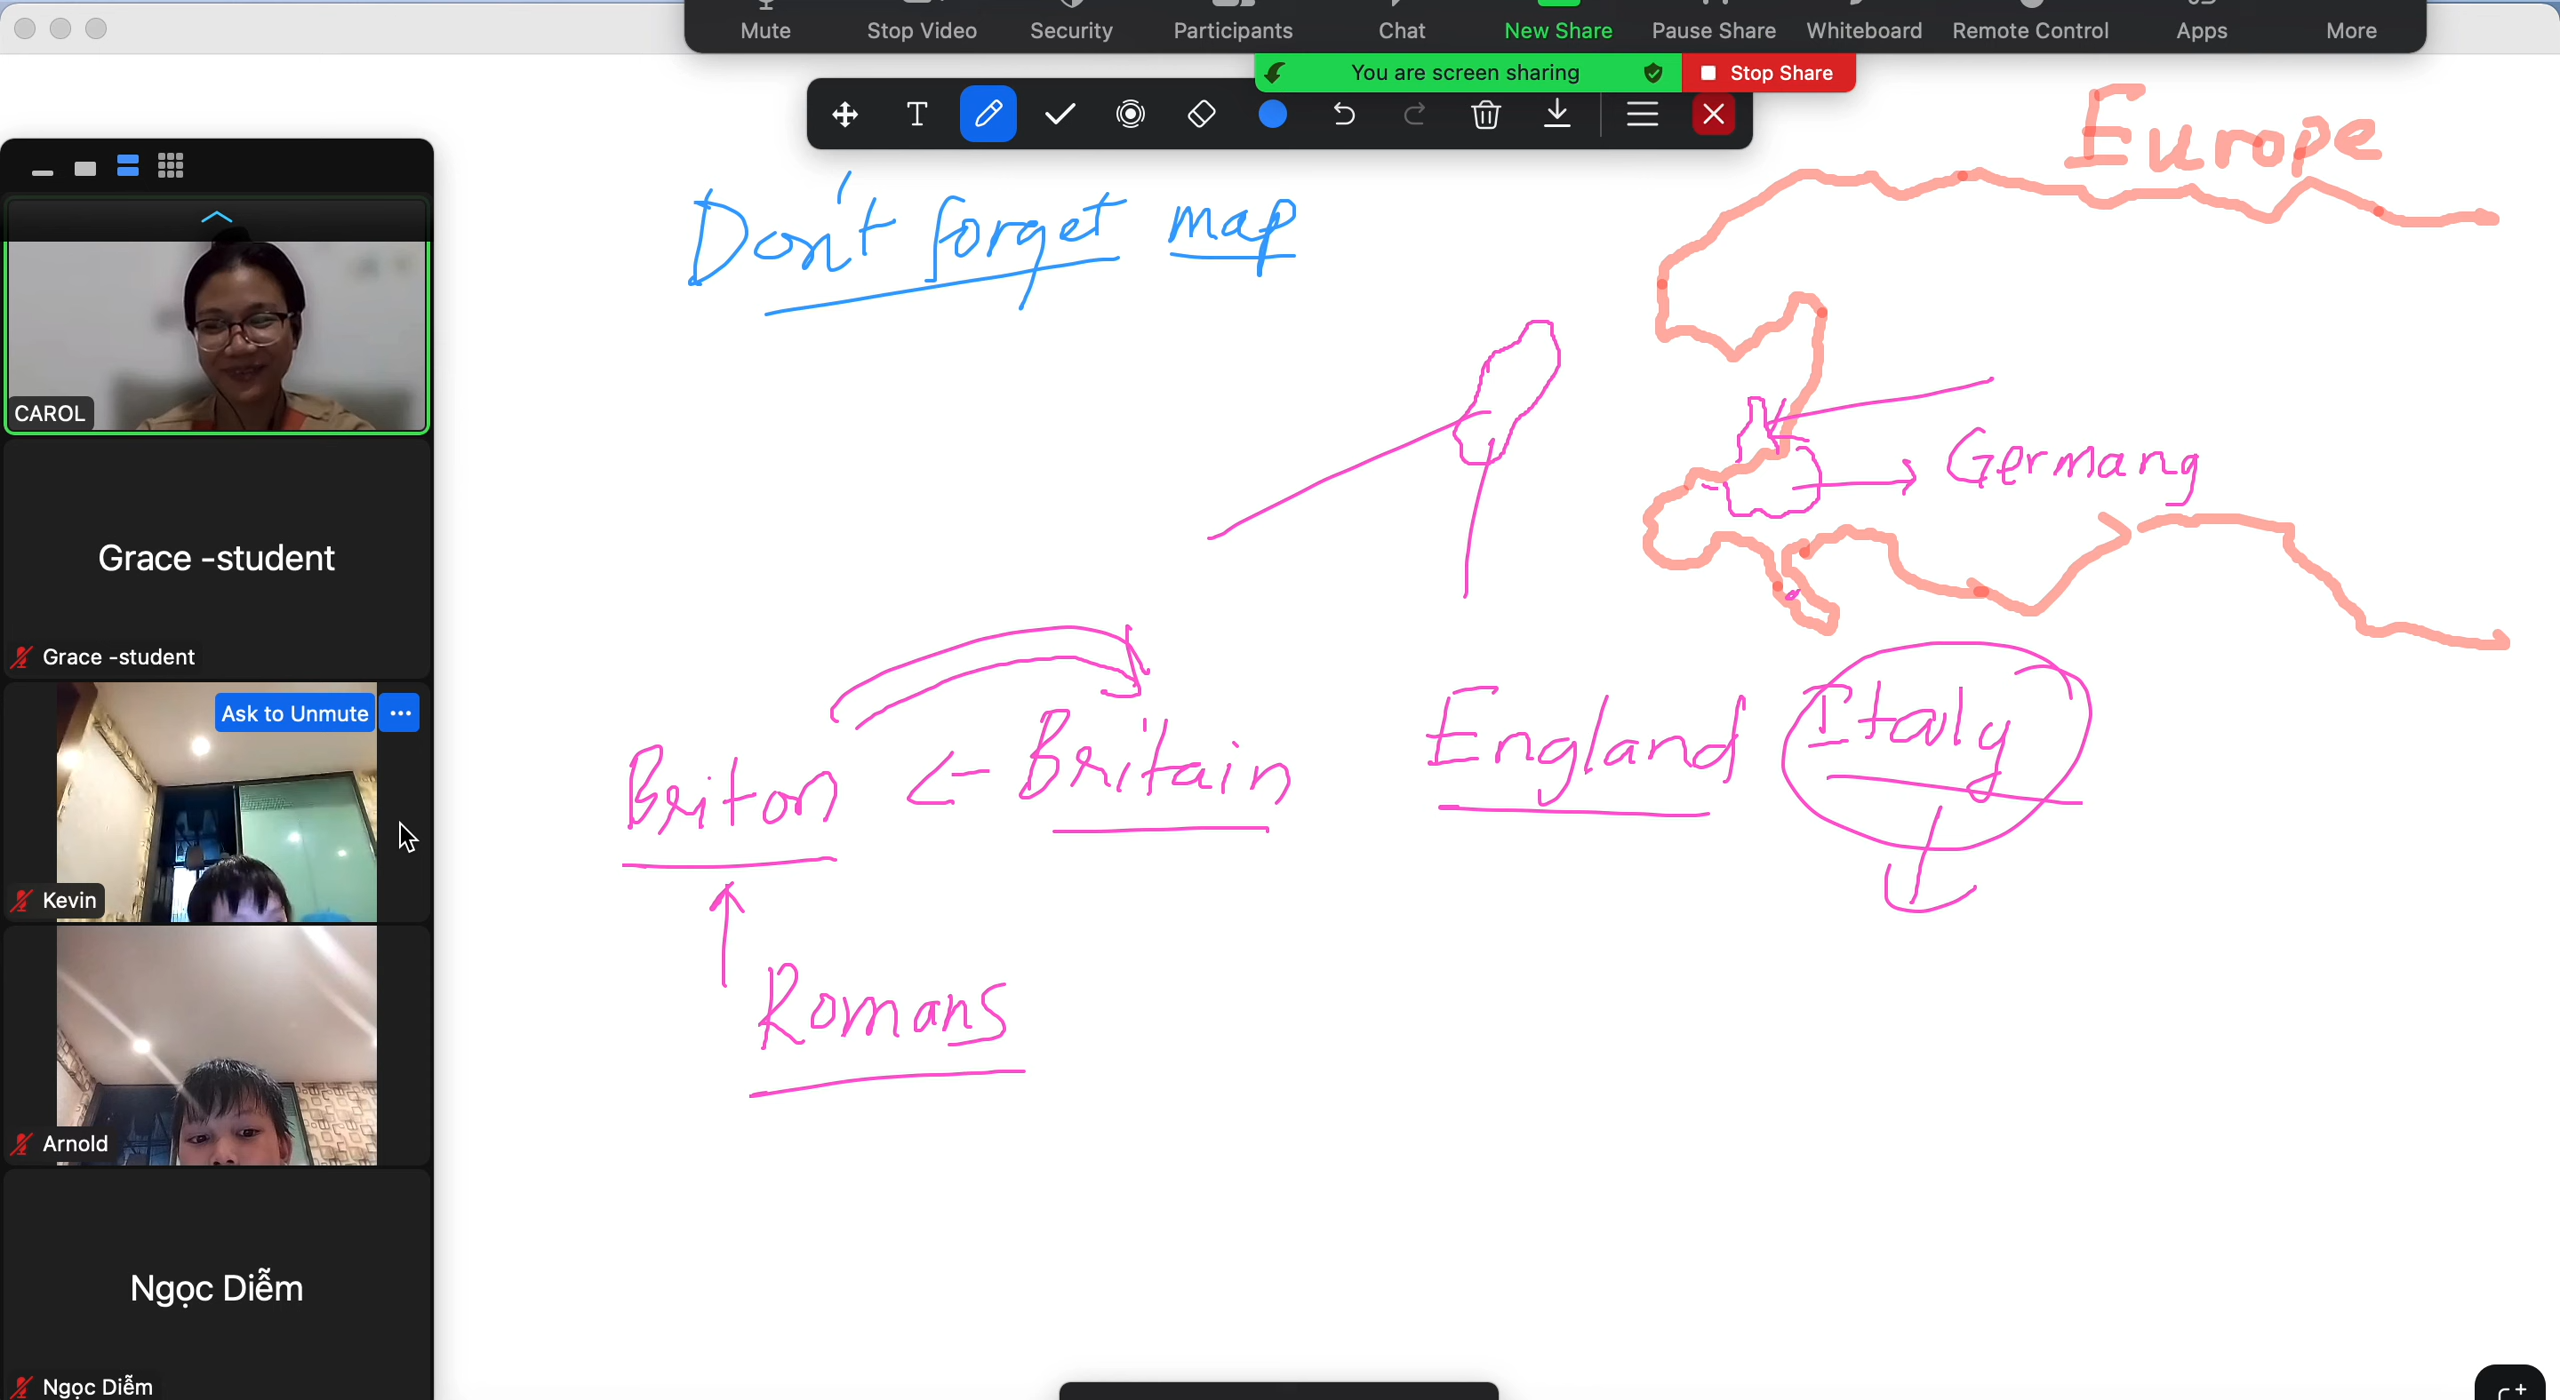 Mute Stop Video Security Participants Chat New Share Pause Share Whiteboard Remote Control Apps More
You are screen sharing Stop Share
T
Europe
Don't forget map
CAROL
Germany
Grace -student
Grace -student
Ask to Unmute
Kevin
Briton ← Britain England Italy
Romans
Arnold
Ngọc Diễm
Ngọc Diễm